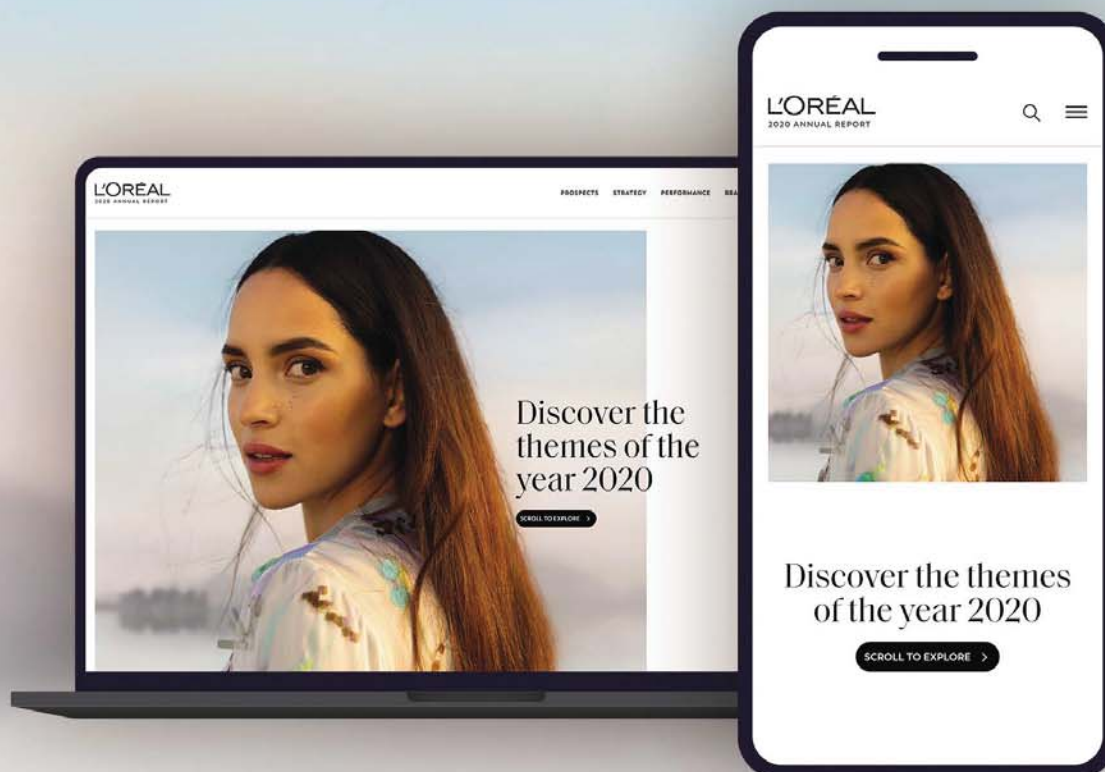 L'ORÉAL
2020 ANNUAL REPORT
PROSPECTS STRATEGY PERFORMANCE
Discover the
themes of the
year 2020
SCROLL TO EXPLORE >
L'ORÉAL
2020 ANNUAL REPORT
Discover the themes
of the year 2020
SCROLL TO EXPLORE >